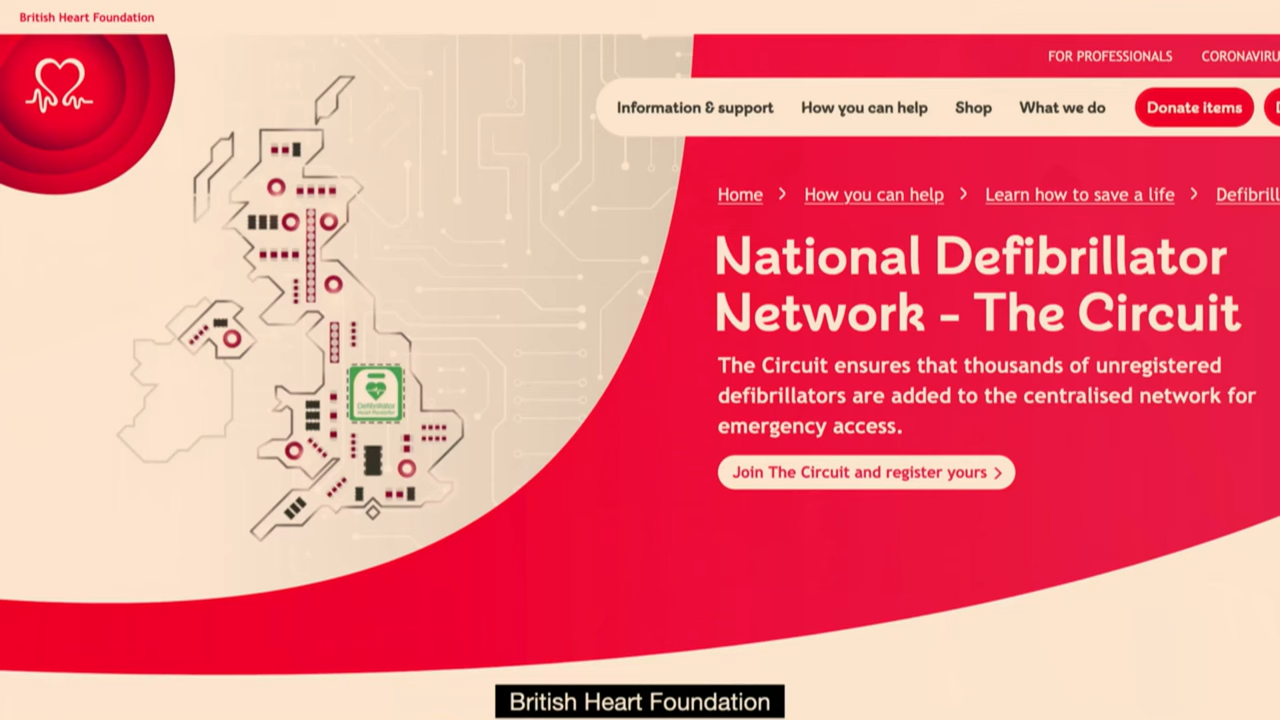 British Heart Foundation
FOR PROFESSIONALS
Information & support
How you can help
Shop
What we do
Donate items
Home > How you can help > Learn how to save a life >
National Defibrillator
Network - The Circuit
The Circuit ensures that thousands of unregistered
defibrillators are added to the centralised network for
emergency access.
Join The Circuit and register yours >
Defibrillator
British Heart Foundation